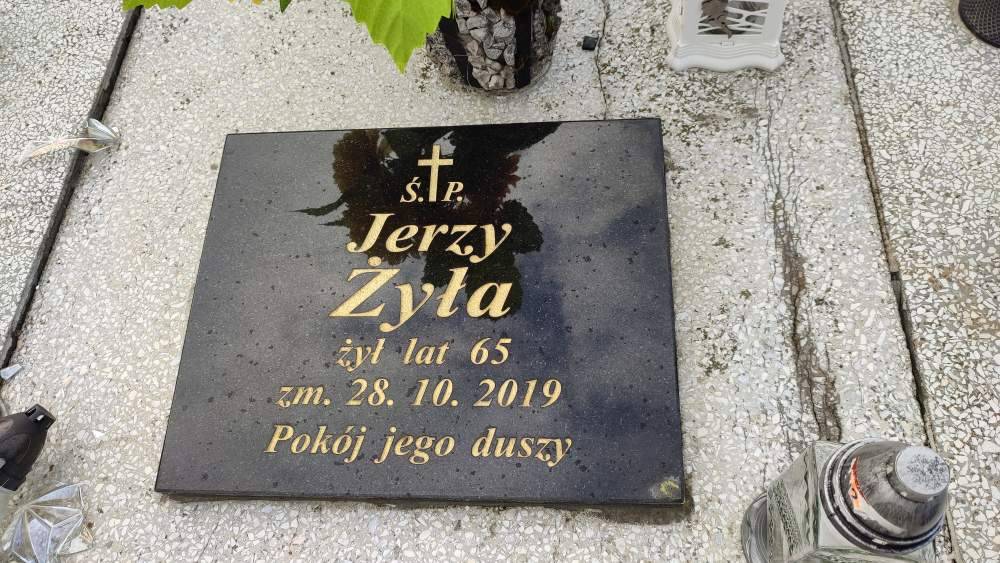 Ś. P.
Jerzy
Żyła
żył lat 65
zm. 28. 10. 2019
Pokój jego duszy